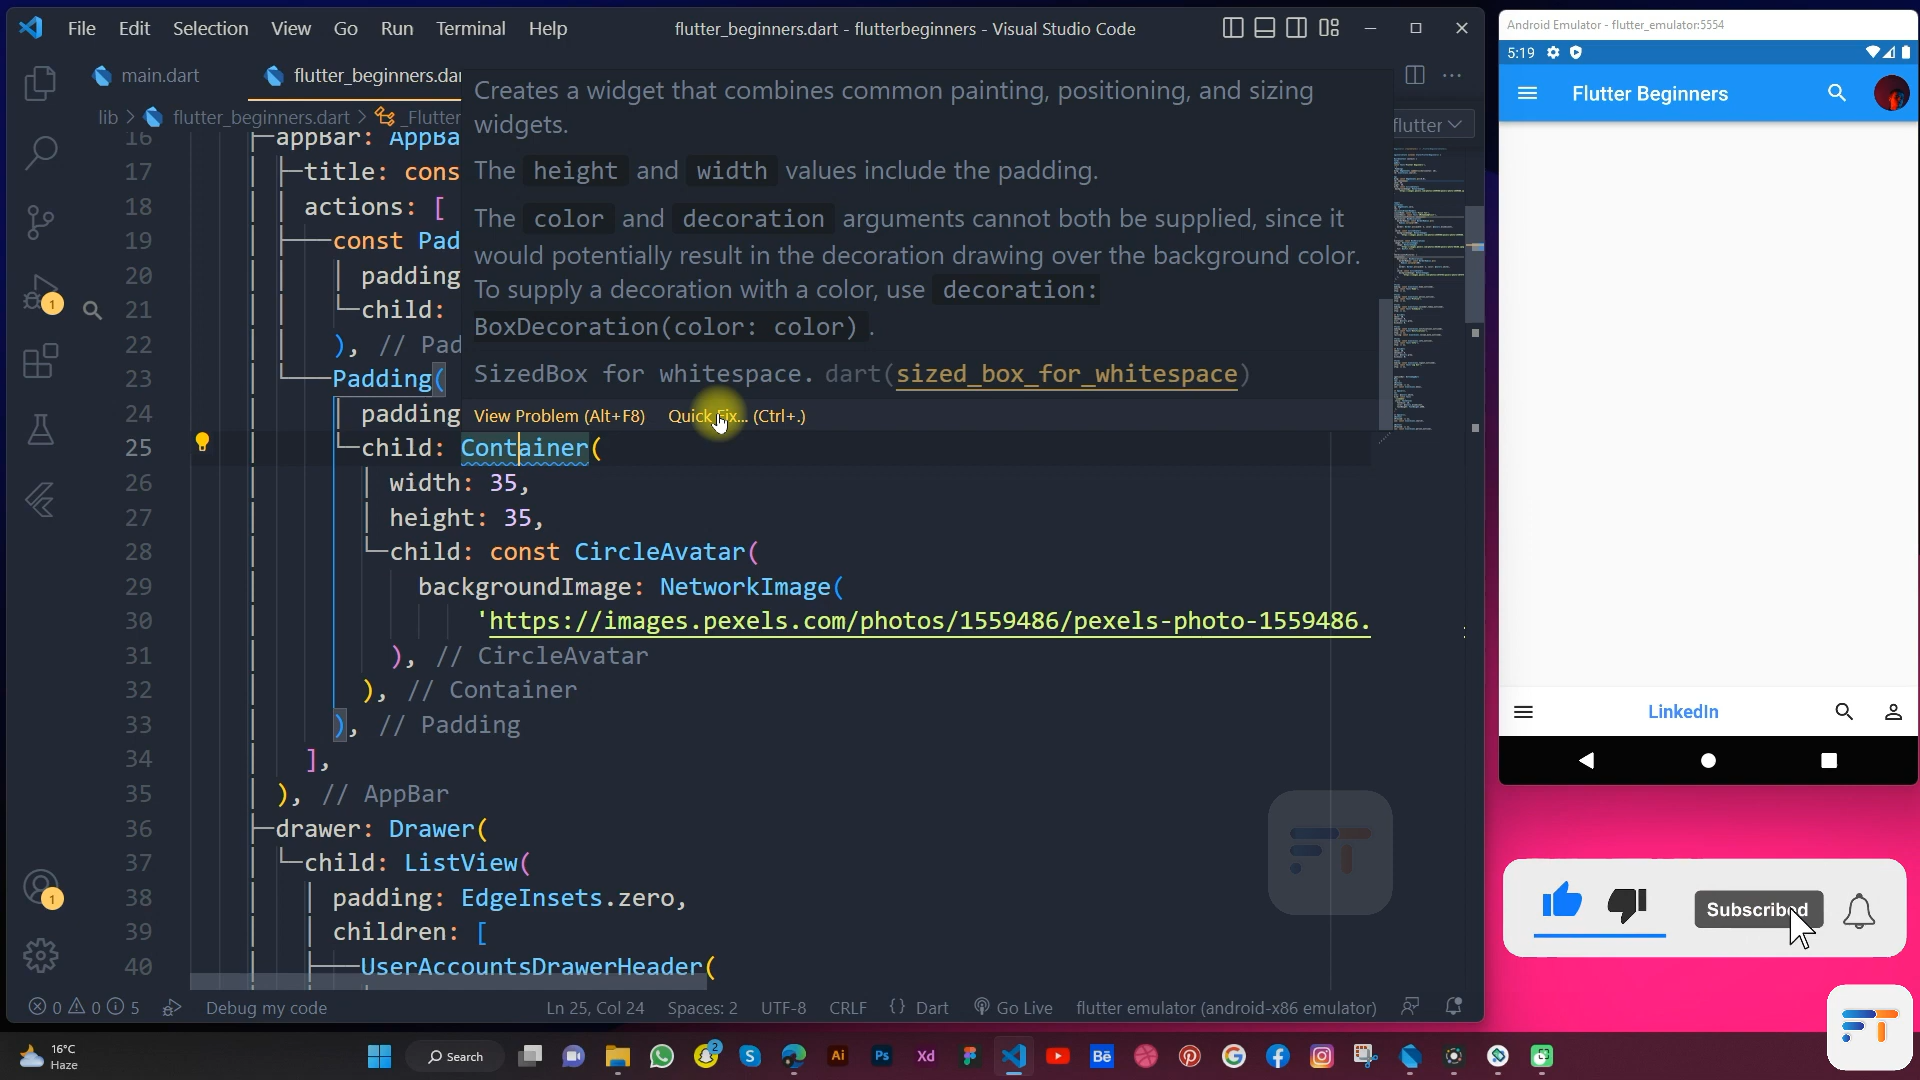 File Edit Selection View Go Run Terminal Help
flutter_beginners.dart - flutterbeginners - Visual Studio Code
main.dart
flutter_beginners.dar
lib > flutter_beginners.dart > _Flutter
flutter
Creates a widget that combines common painting, positioning, and sizing
widgets.
The height and width values include the padding.
The color and decoration arguments cannot both be supplied, since it
would potentially result in the decoration drawing over the background color.
To supply a decoration with a color, use decoration:
BoxDecoration(color: color) .
SizedBox for whitespace. dart(sized_box_for_whitespace)
View Problem (Alt+F8) Quick Fix... (Ctrl+.)
16 appBar: AppBa
17 title: cons
18 actions: [
19 const Pad
20 padding
21 child:
22 ), // Pad
23 Padding(
24 padding
25 child: Container(
26 width: 35,
27 height: 35,
28 child: const CircleAvatar(
29 backgroundImage: NetworkImage(
30 'https://images.pexels.com/photos/1559486/pexels-photo-1559486.
31 ), // CircleAvatar
32 ), // Container
33 ), // Padding
34 ],
35 ), // AppBar
36 drawer: Drawer(
37 child: ListView(
38 padding: EdgeInsets.zero,
39 children: [
40 UserAccountsDrawerHeader(
1
1
0 0 5 Debug my code Ln 25, Col 24 Spaces: 2 UTF-8 CRLF {} Dart Go Live flutter emulator (android-x86 emulator)
Android Emulator - flutter_emulator:5554
5:19
Flutter Beginners
LinkedIn
Subscribed
16°C
Haze
Search
2
Ai
Ps
Xd
Bē